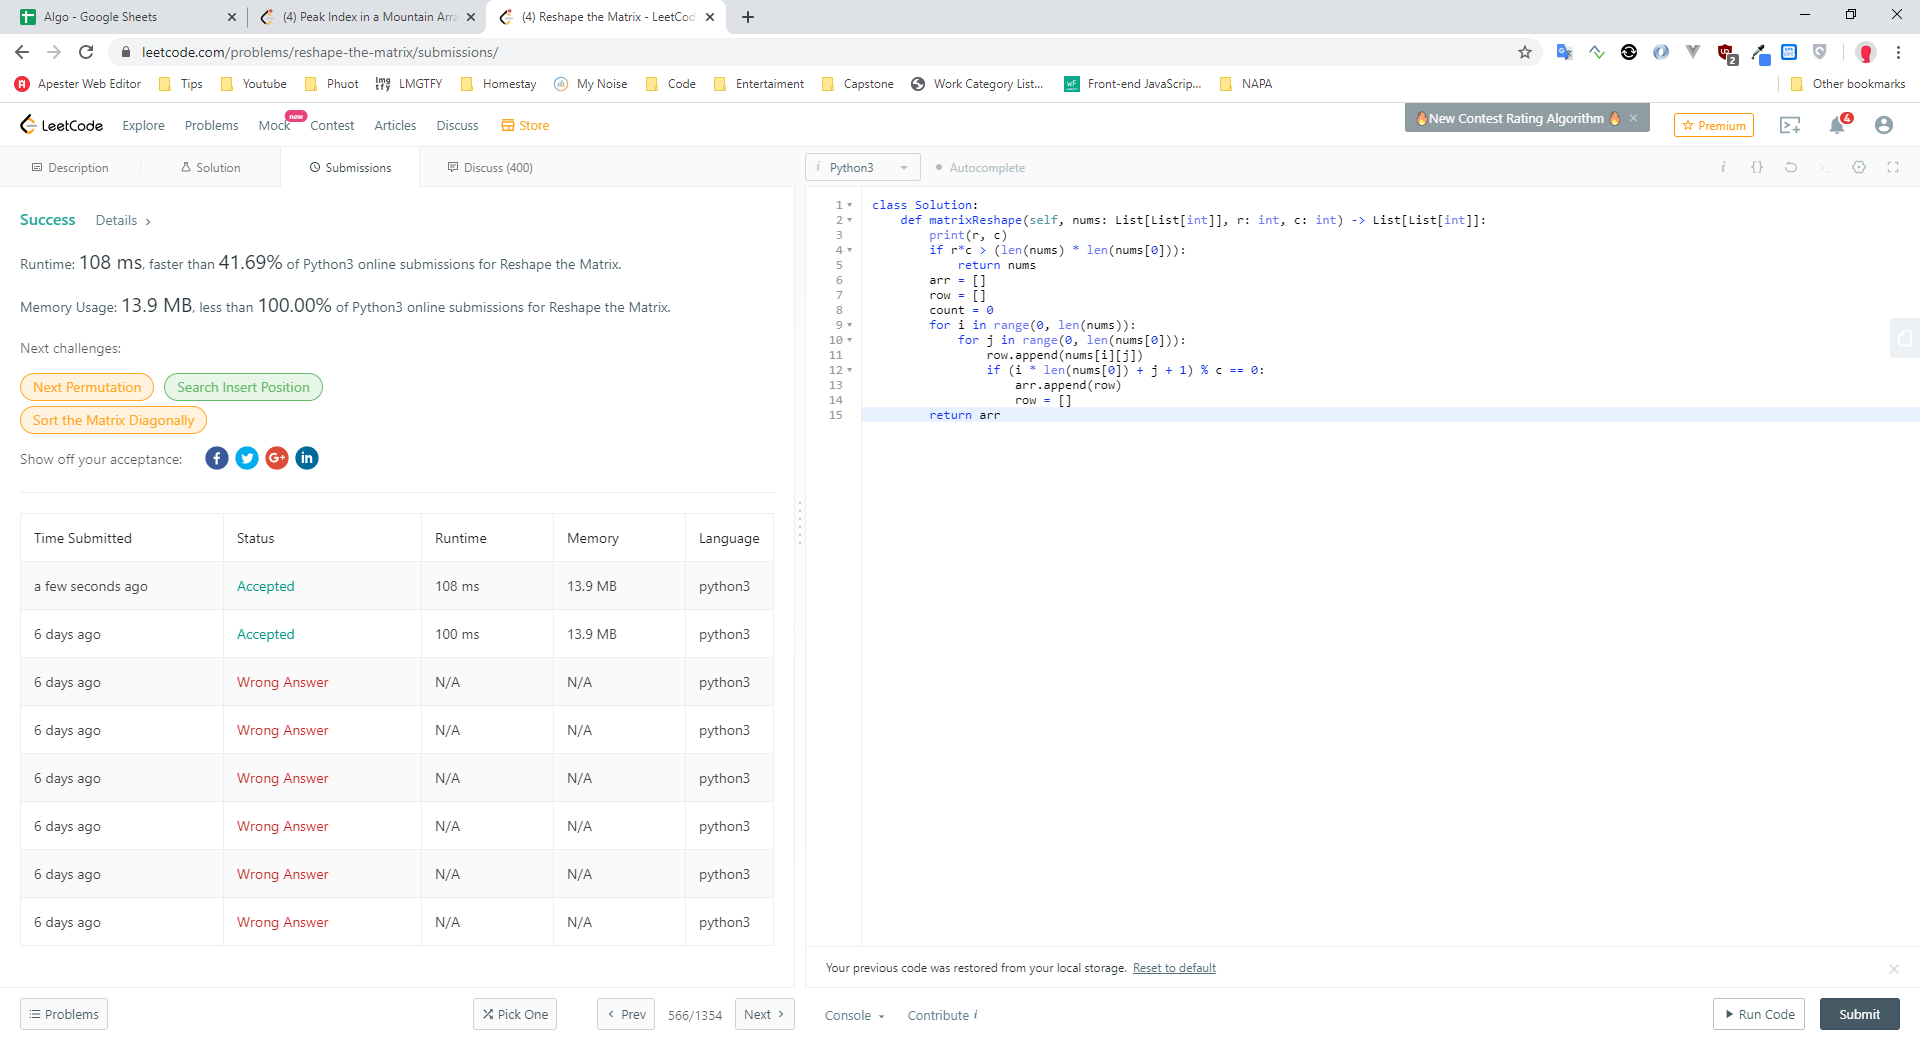 Algo - Google Sheets
(4) Peak Index in a Mountain Arra
(4) Reshape the Matrix - LeetCod
leetcode.com/problems/reshape-the-matrix/submissions/
2
Apester Web Editor Tips Youtube Phuot LMGTFY Homestay My Noise Code Entertaiment Capstone Work Category List... Front-end JavaScrip... NAPA Other bookmarks
LeetCode Explore Problems Mock new Contest Articles Discuss Store
New Contest Rating Algorithm
Premium
4
Description Solution Submissions Discuss (400)
i Python3 Autocomplete i {}
Success Details >
Runtime: 108 ms, faster than 41.69% of Python3 online submissions for Reshape the Matrix.
Memory Usage: 13.9 MB, less than 100.00% of Python3 online submissions for Reshape the Matrix.
Next challenges:
Next Permutation Search Insert Position
Sort the Matrix Diagonally
Show off your acceptance: f G+ in
Time Submitted Status Runtime Memory Language
a few seconds ago Accepted 108 ms 13.9 MB python3
6 days ago Accepted 100 ms 13.9 MB python3
6 days ago Wrong Answer N/A N/A python3
6 days ago Wrong Answer N/A N/A python3
6 days ago Wrong Answer N/A N/A python3
6 days ago Wrong Answer N/A N/A python3
6 days ago Wrong Answer N/A N/A python3
6 days ago Wrong Answer N/A N/A python3
1 class Solution:
2     def matrixReshape(self, nums: List[List[int]], r: int, c: int) -> List[List[int]]:
3         print(r, c)
4         if r*c > (len(nums) * len(nums[0])):
5             return nums
6         arr = []
7         row = []
8         count = 0
9         for i in range(0, len(nums)):
10             for j in range(0, len(nums[0])):
11                 row.append(nums[i][j])
12                 if (i * len(nums[0]) + j + 1) % c == 0:
13                     arr.append(row)
14                     row = []
15         return arr
Your previous code was restored from your local storage. Reset to default
Problems Pick One < Prev 566/1354 Next >
Console Contribute i Run Code Submit